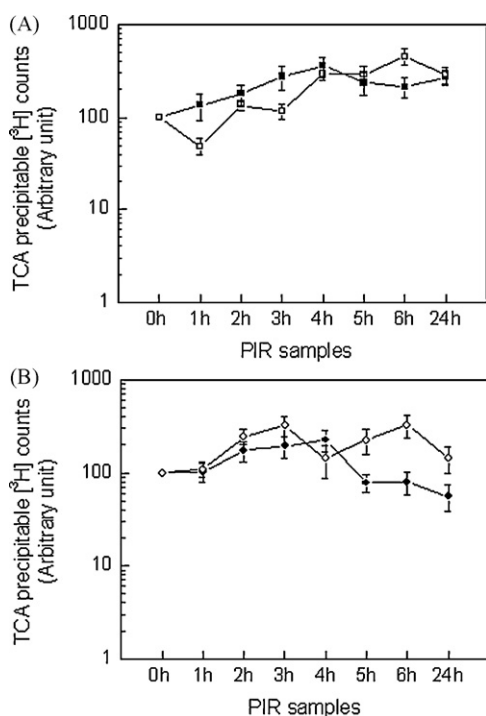 (A)
TCA precipitable [³H] counts
(Arbitrary unit)
1000
100
10
1
0h 1h 2h 3h 4h 5h 6h 24h
PIR samples
(B)
TCA precipitable [³H] counts
(Arbitrary unit)
1000
100
10
1
0h 1h 2h 3h 4h 5h 6h 24h
PIR samples